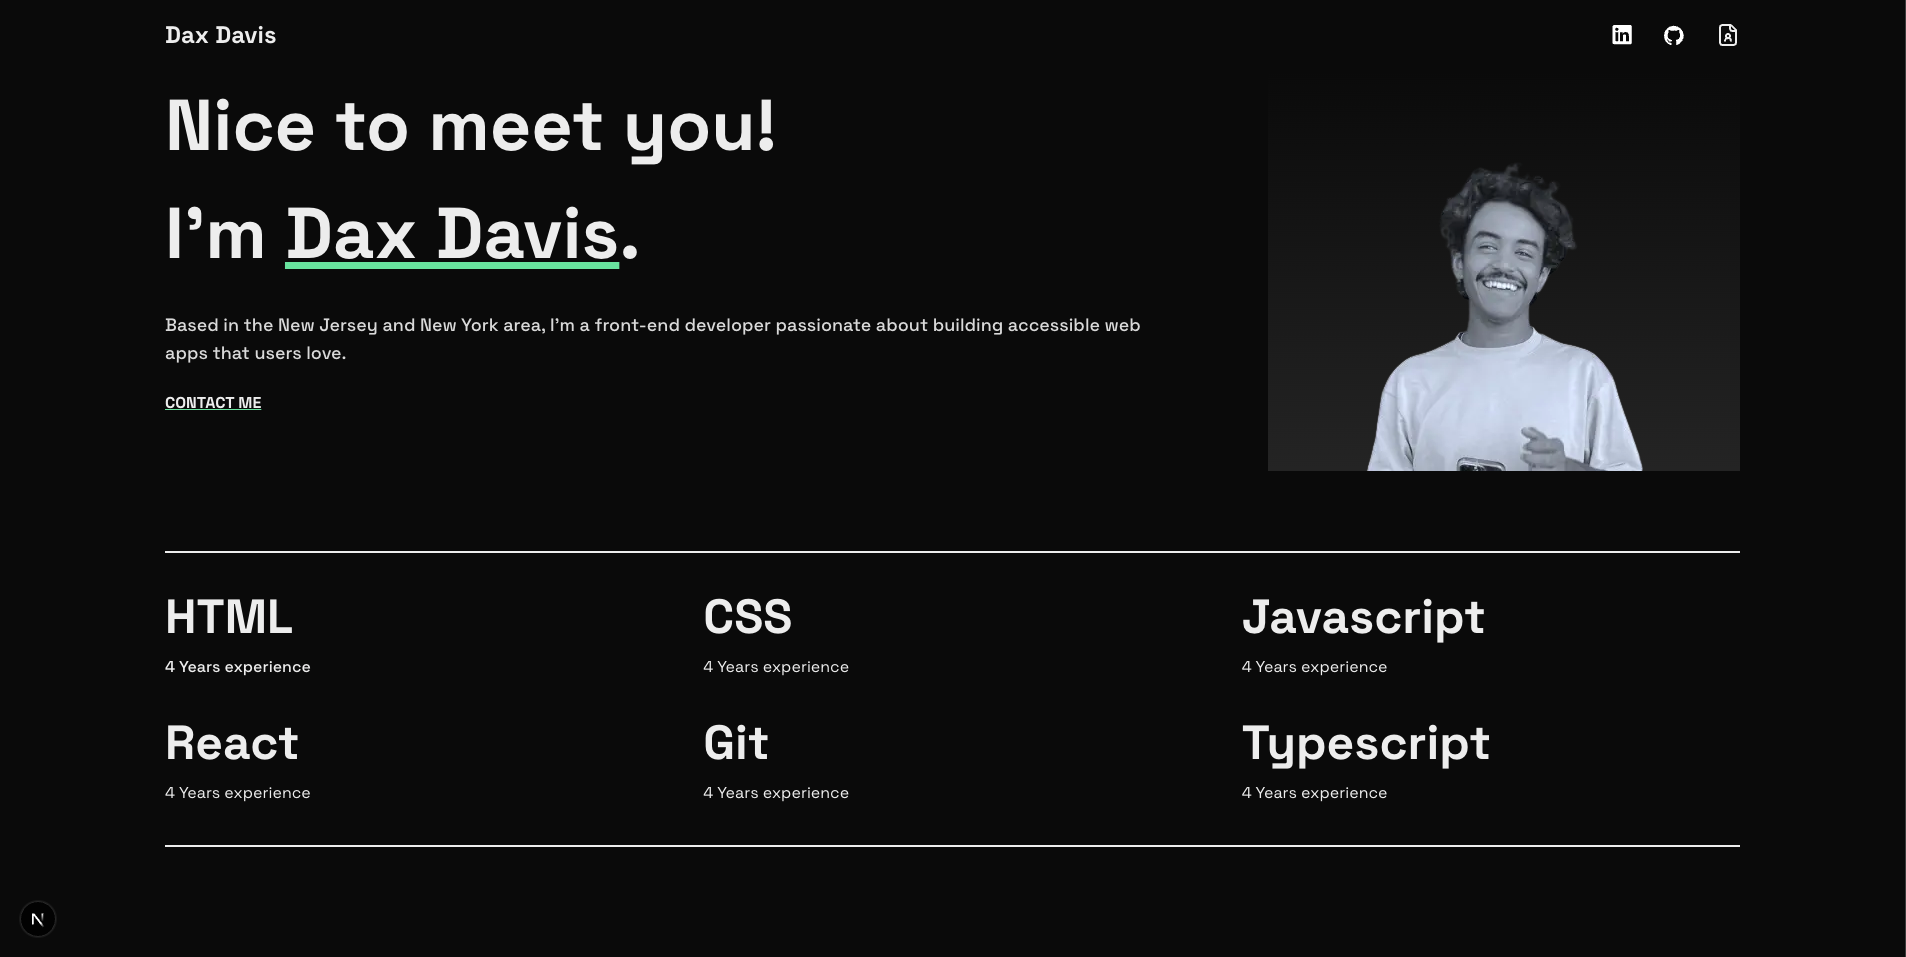 Dax Davis
in
Nice to meet you!
I’m Dax Davis.
Based in the New Jersey and New York area, I’m a front-end developer passionate about building accessible web
apps that users love.
CONTACT ME
HTML
CSS
Javascript
4 Years experience
4 Years experience
4 Years experience
React
Git
Typescript
4 Years experience
4 Years experience
4 Years experience
N